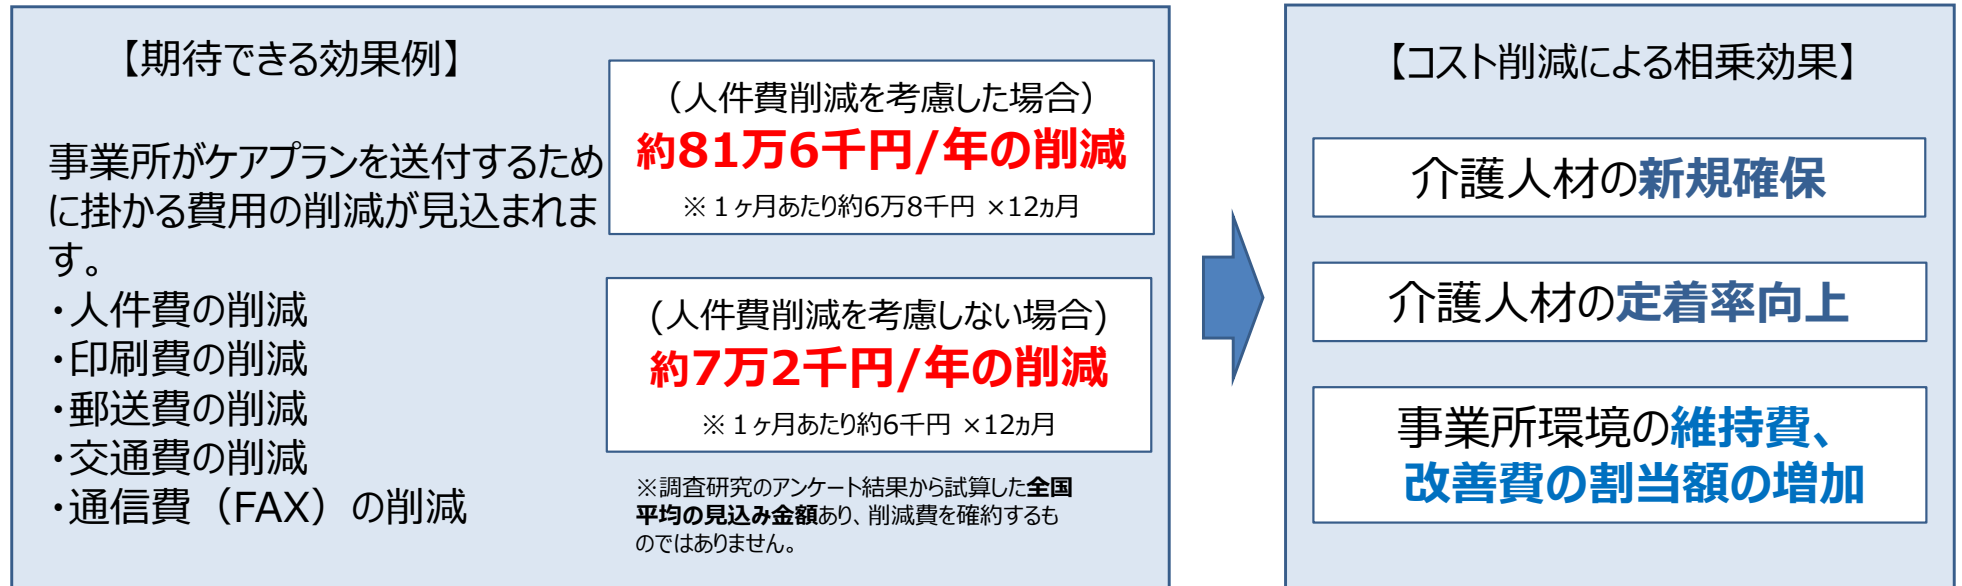 【期待できる効果例】
事業所がケアプランを送付するため
に掛かる費用の削減が見込まれま
す。
・人件費の削減
・印刷費の削減
・郵送費の削減
・交通費の削減
・通信費（FAX）の削減
（人件費削減を考慮した場合）
約81万6千円/年の削減
※１ヶ月あたり約6万8千円 ×12ヵ月
(人件費削減を考慮しない場合)
約7万2千円/年の削減
※１ヶ月あたり約6千円 ×12ヵ月
※調査研究のアンケート結果から試算した全国
平均の見込み金額あり、削減費を確約するも
のではありません。
【コスト削減による相乗効果】
介護人材の新規確保
介護人材の定着率向上
事業所環境の維持費、
改善費の割当額の増加